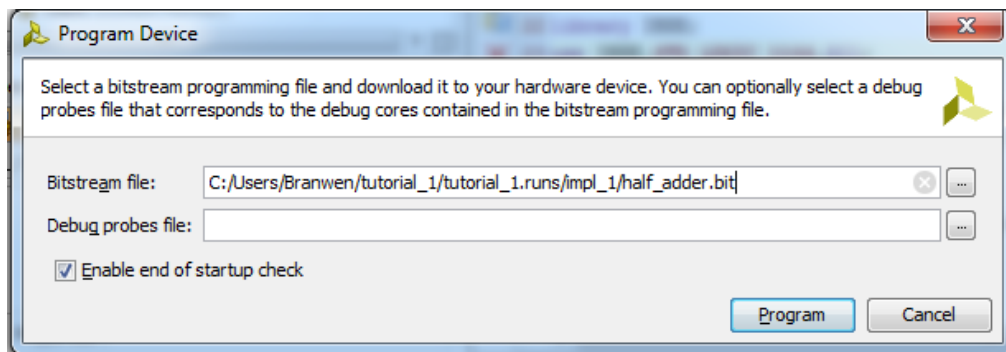 Program Device
Select a bitstream programming file and download it to your hardware device. You can optionally select a debug
probes file that corresponds to the debug cores contained in the bitstream programming file.
Bitstream file: C:/Users/Branwen/tutorial_1/tutorial_1.runs/impl_1/half_adder.bit ...
Debug probes file: ...
Enable end of startup check
Program Cancel